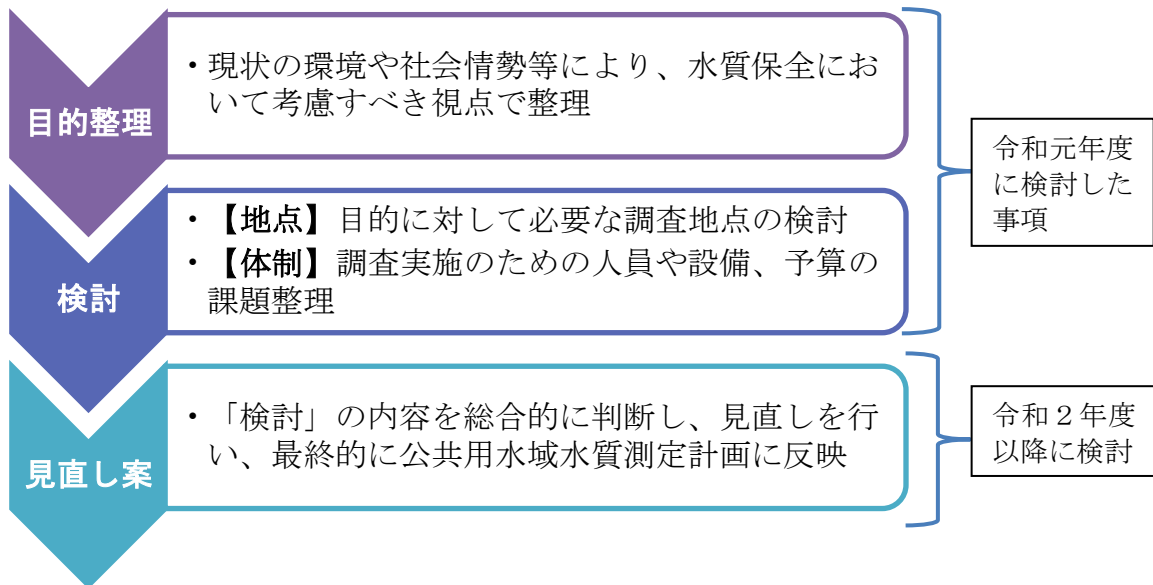 目的整理
・現状の環境や社会情勢等により、水質保全にお
いて考慮すべき視点で整理
検討
・【地点】目的に対して必要な調査地点の検討
・【体制】調査実施のための人員や設備、予算の
課題整理
令和元年度
に検討した
事項
見直し案
・「検討」の内容を総合的に判断し、見直しを行
い、最終的に公共用水域水質測定計画に反映
令和２年度
以降に検討